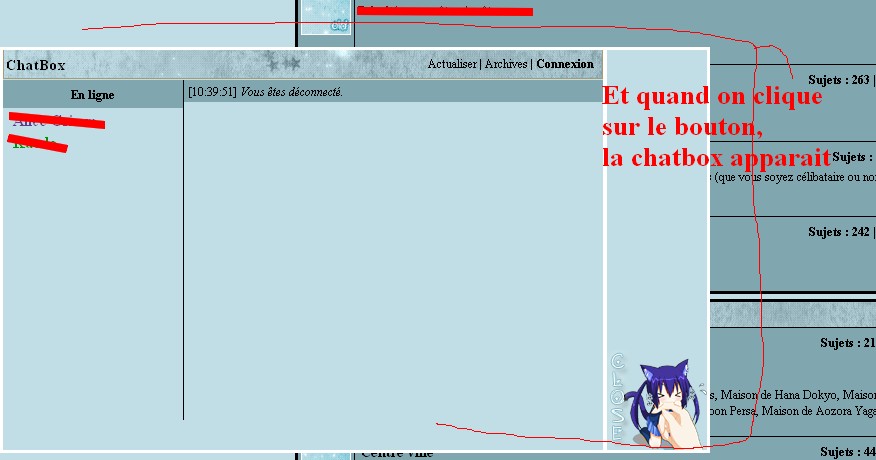 ChatBox
Actualiser | Archives | Connexion
En ligne
[10:39:51] Vous êtes déconnecté.
Et quand on clique
sur le bouton,
la chatbox apparait
Sujets : 263 |
Sujets :
(que vous soyez célibataire ou no
Sujets : 242 |
Sujets : 21
s, Maison de Hana Dokyo, Maiso
oon Persa, Maison de Aozora Yaga
CLOSE
Centre ville
Sujets : 44